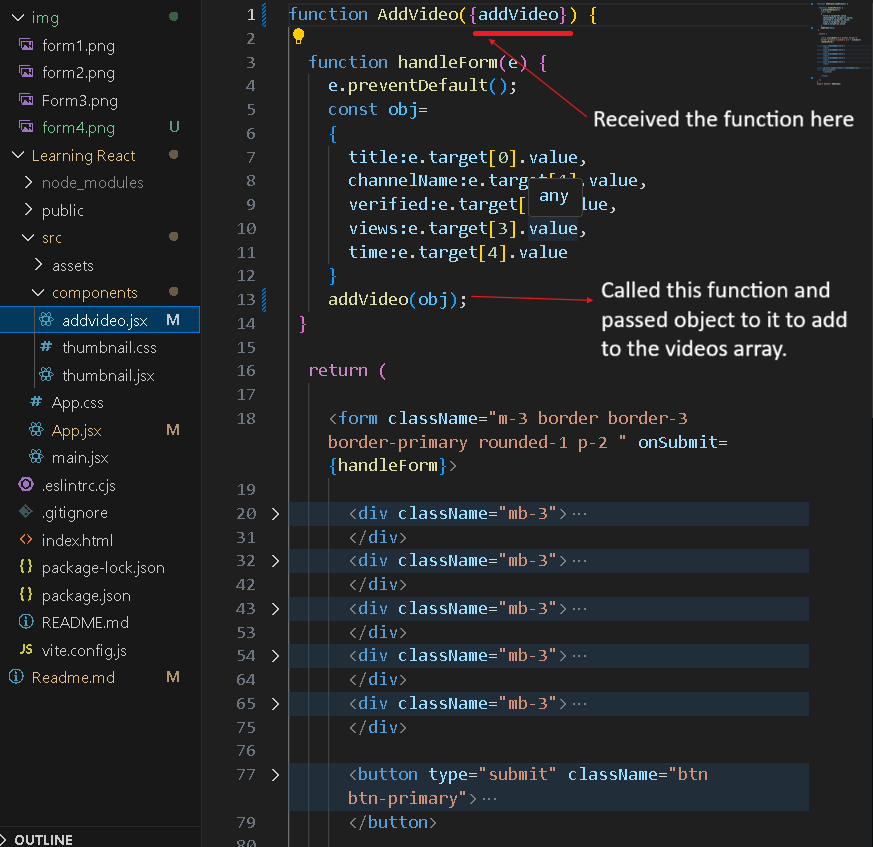 img
form1.png
form2.png
Form3.png
form4.png U
Learning React
node_modules
public
src
assets
components
addvideo.jsx M
thumbnail.css
thumbnail.jsx
App.css
App.jsx M
main.jsx
.eslintrc.cjs
.gitignore
index.html
package-lock.json
package.json
README.md
JS vite.config.js
Readme.md M
OUTLINE
1 function AddVideo({addVideo}) {
2
3 function handleForm(e) {
4 e.preventDefault();
5 const obj=
6 {
7 title:e.target[0].value,
8 channelName:e.target[1].value,
9 verified:e.target[ lue,
any
10 views:e.target[3].value,
11 time:e.target[4].value
12 }
13 addVideo(obj);
14 }
15
16 return (
17
18 <form className="m-3 border border-3
border-primary rounded-1 p-2 " onSubmit=
{handleForm}>
19
20 <div className="mb-3">…
31 </div>
32 <div className="mb-3">…
42 </div>
43 <div className="mb-3">…
53 </div>
54 <div className="mb-3">…
64 </div>
65 <div className="mb-3">…
75 </div>
76
77 <button type="submit" className="btn
btn-primary">…
79 </button>
80
Received the function here
Called this function and
passed object to it to add
to the videos array.